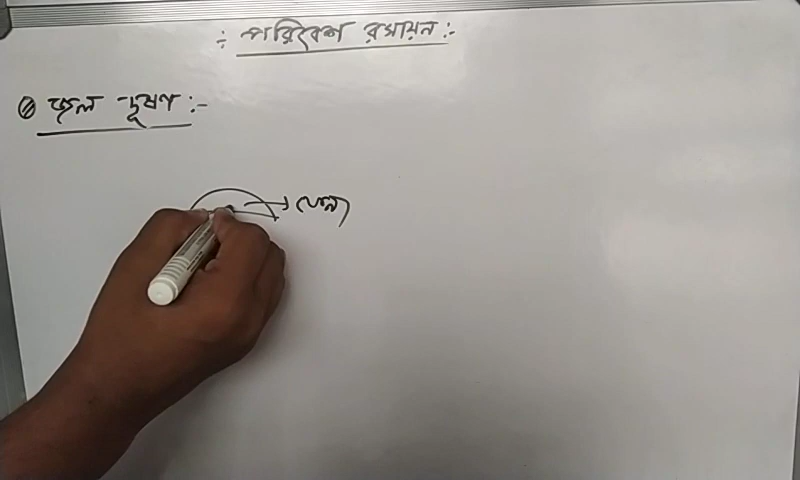 : পরিবেশ রসায়ন :-
জল দূষণ :-